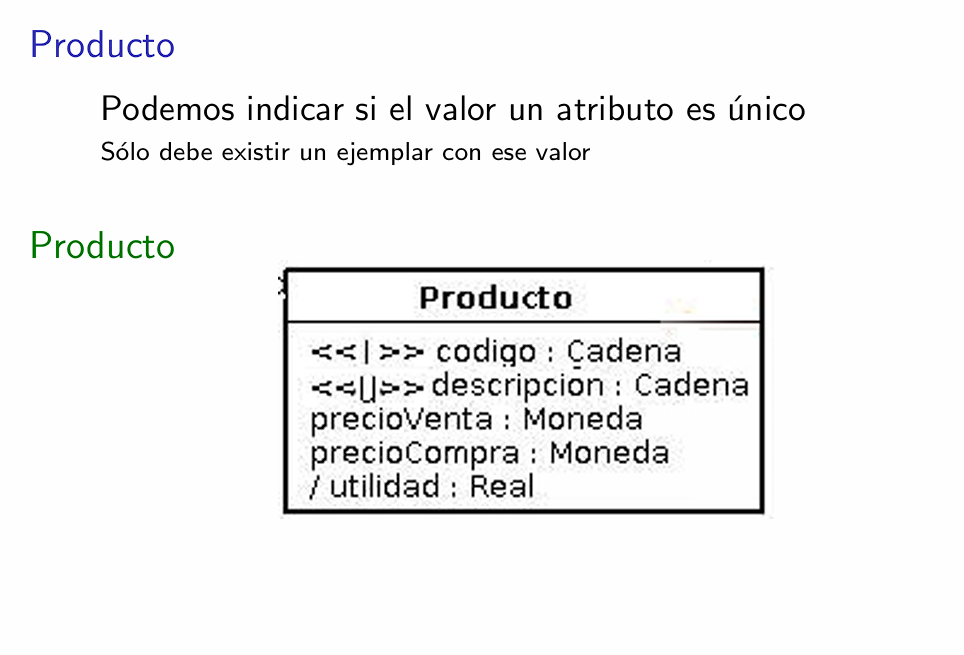 Producto
Podemos indicar si el valor un atributo es único
Sólo debe existir un ejemplar con ese valor
Producto
Producto
<<I>> codigo : Cadena
<<U>> descripcion : Cadena
precioVenta : Moneda
precioCompra : Moneda
/ utilidad : Real